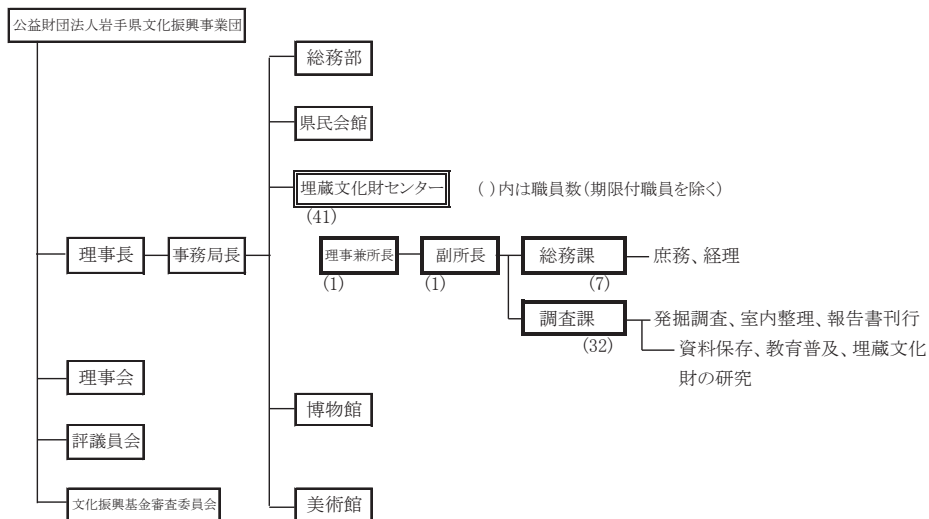 公益財団法人岩手県文化振興事業団
総務部
県民会館
埋蔵文化財センター
( )内は職員数(期限付職員を除く)
(41)
理事長
事務局長
理事兼所長
(1)
副所長
(1)
総務課
(7)
庶務、経理
調査課
(32)
発掘調査、室内整理、報告書刊行
資料保存、教育普及、埋蔵文化
財の研究
理事会
博物館
評議員会
文化振興基金審査委員会
美術館